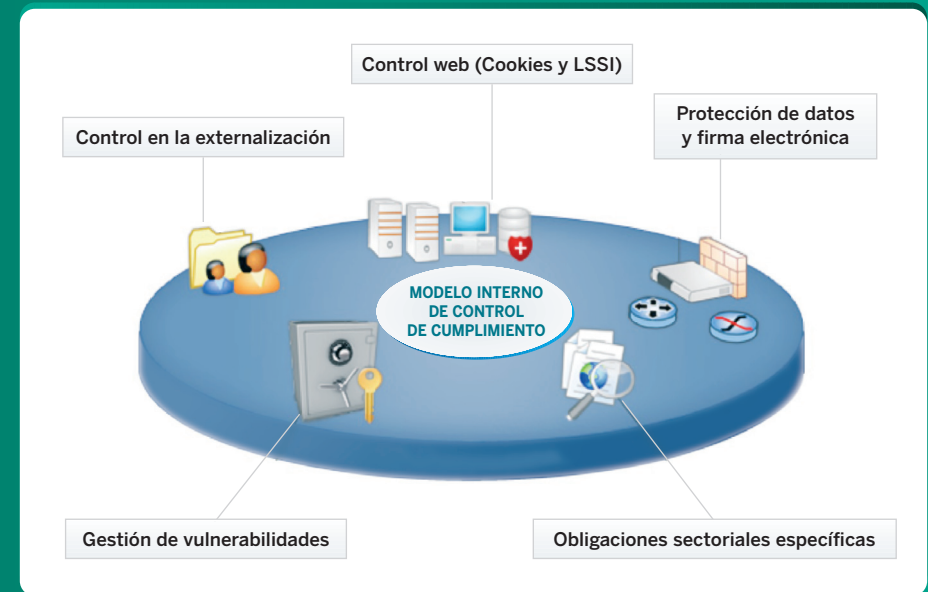 Control web (Cookies y LSSI)
Control en la externalización
Protección de datos
y firma electrónica
MODELO INTERNO
DE CONTROL
DE CUMPLIMIENTO
Gestión de vulnerabilidades
Obligaciones sectoriales específicas